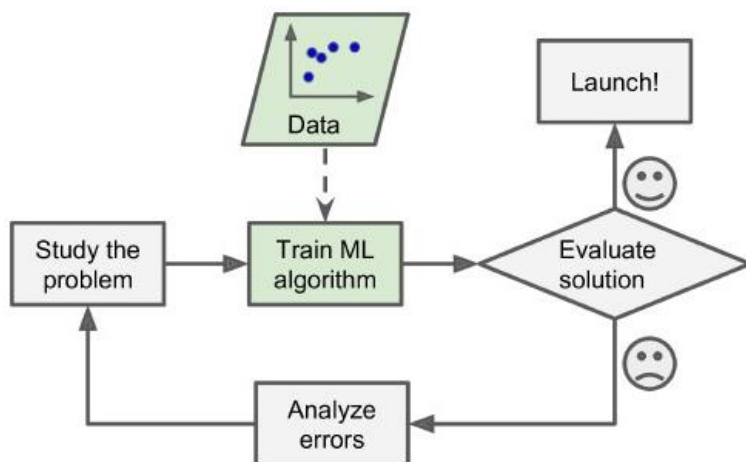 Data
Launch!
Study the
problem
Train ML
algorithm
Evaluate
solution
Analyze
errors